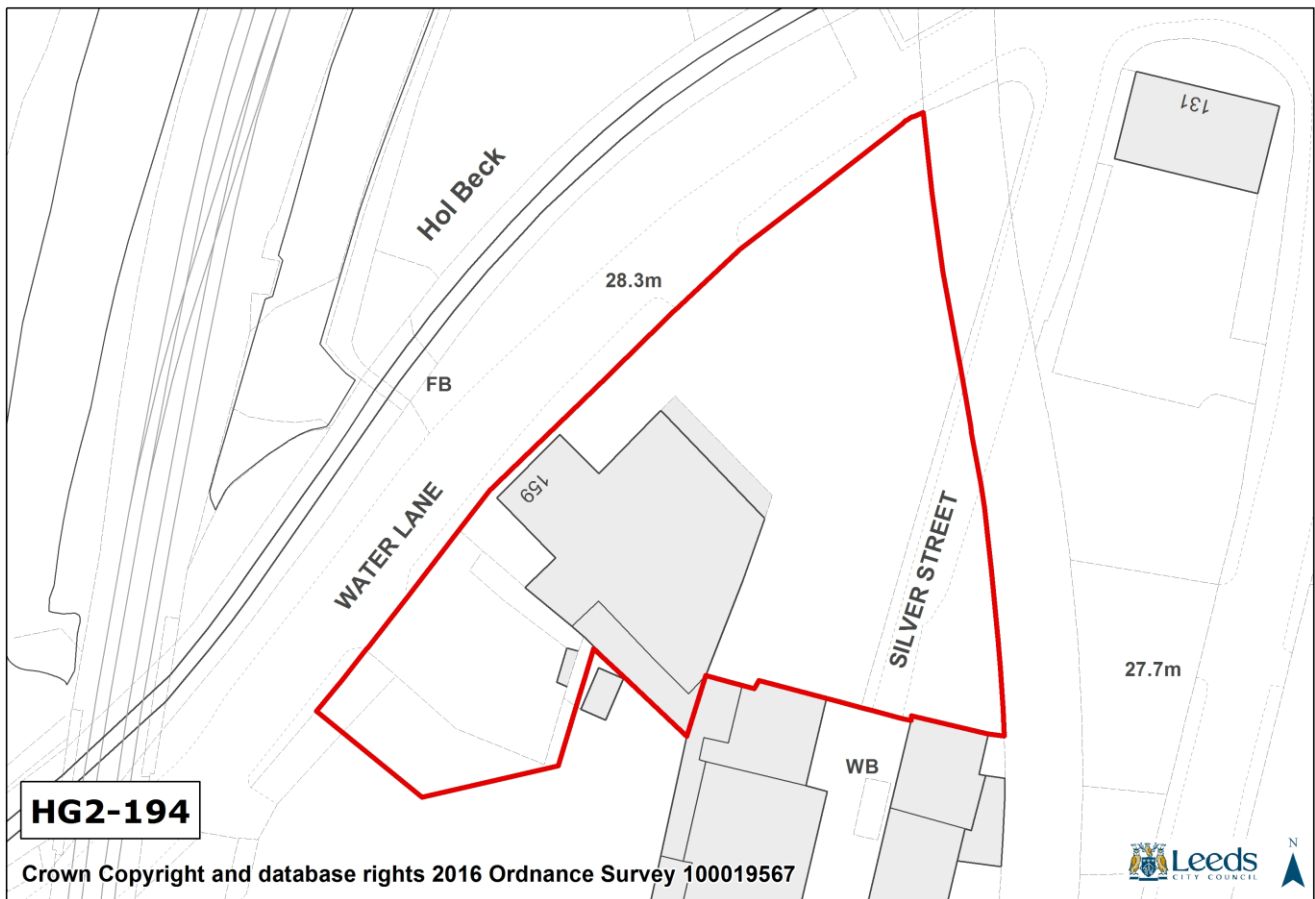 131
Hol Beck
28.3m
FB
159
WATER LANE
SILVER STREET
27.7m
WB
HG2-194
Crown Copyright and database rights 2016 Ordnance Survey 100019567
Leeds
CITY COUNCIL
N